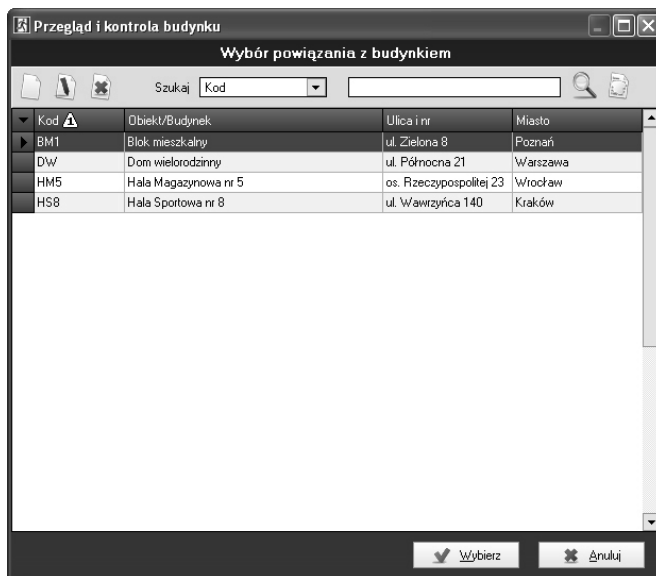 Przegląd i kontrola budynku
Wybór powiązania z budynkiem
Szukaj Kod
Kod 1 Obiekt/Budynek Ulica i nr Miasto
BM1 Blok mieszkalny ul. Zielona 8 Poznań
DW Dom wielorodzinny ul. Północna 21 Warszawa
HM5 Hala Magazynowa nr 5 os. Rzeczypospolitej 23 Wrocław
HS8 Hala Sportowa nr 8 ul. Wawrzyńca 140 Kraków
Wybierz Anuluj